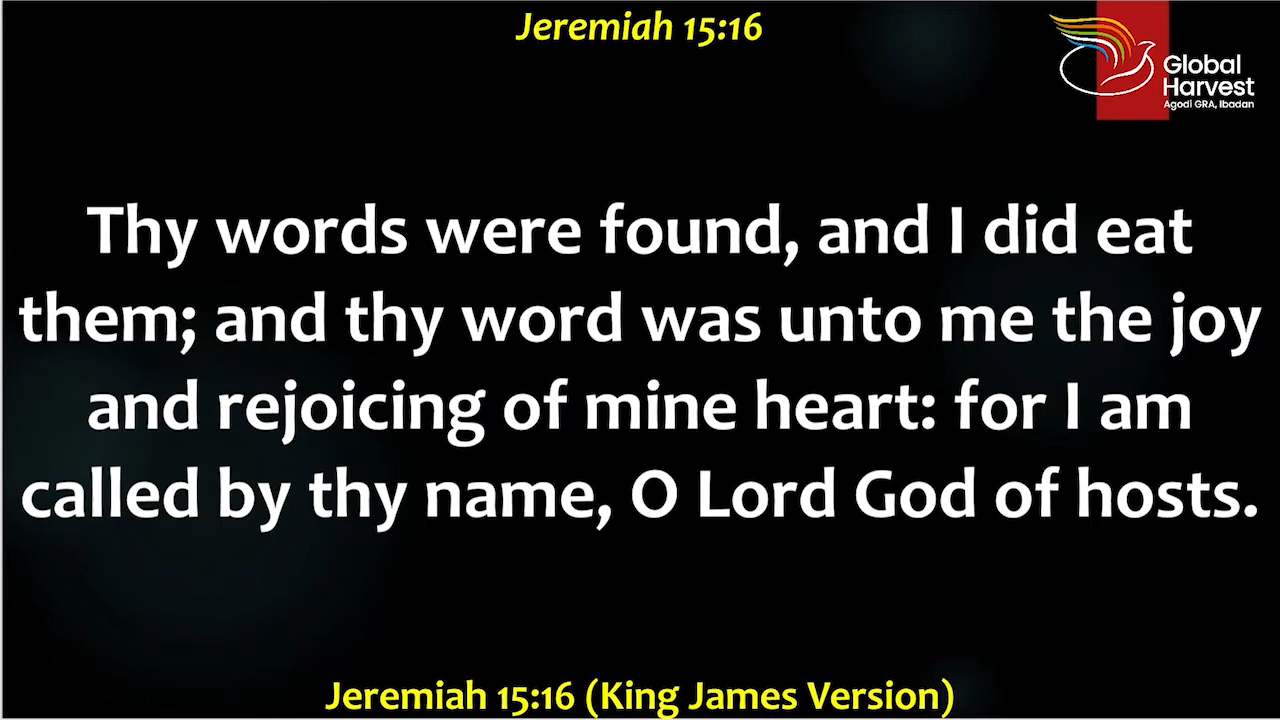 Jeremiah 15:16
Global
Harvest
Agodi GRA, Ibadan
Thy words were found, and I did eat
them; and thy word was unto me the joy
and rejoicing of mine heart: for I am
called by thy name, O Lord God of hosts.
Jeremiah 15:16 (King James Version)